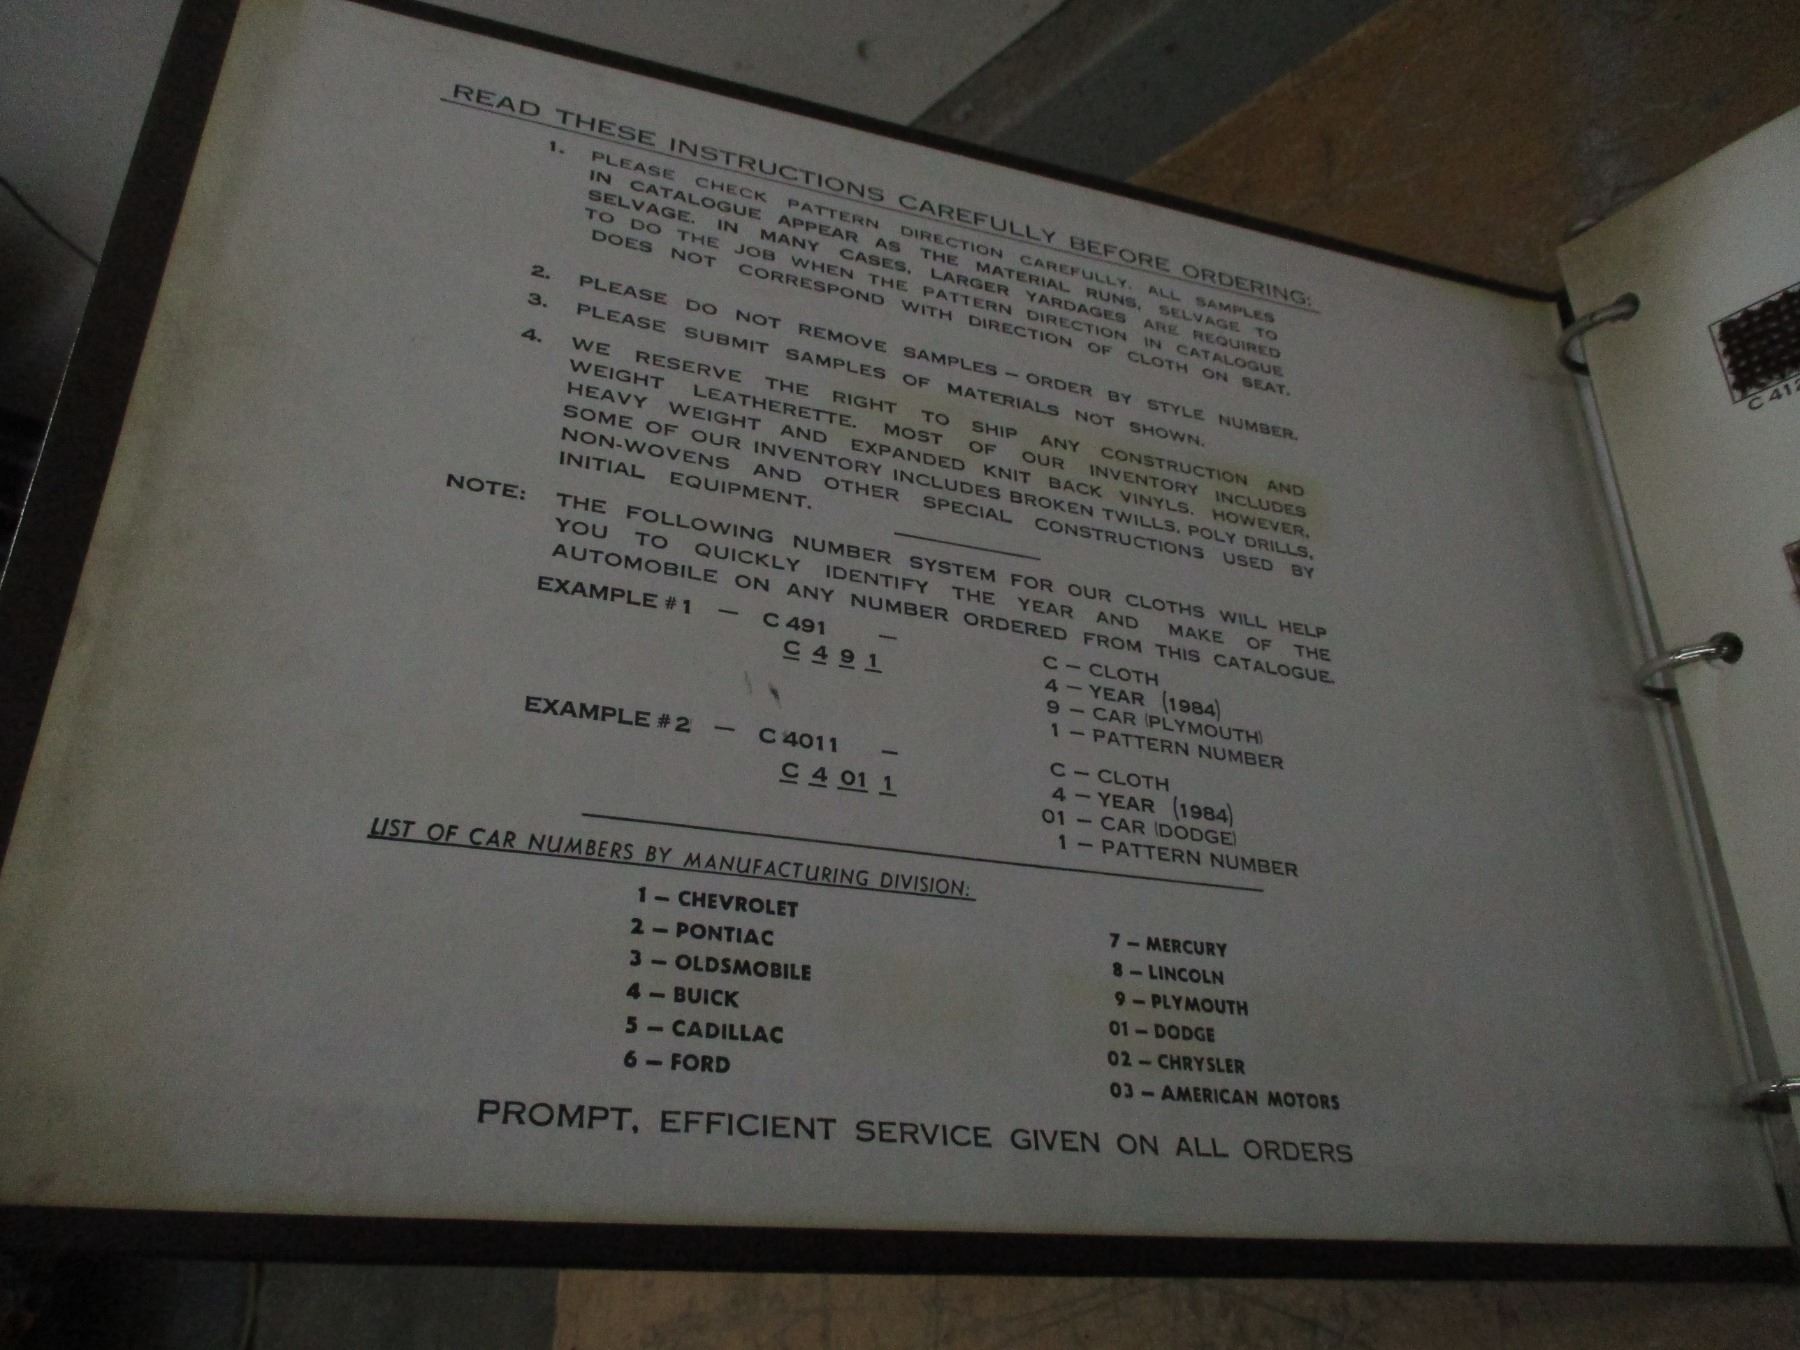 READ THESE INSTRUCTIONS CAREFULLY BEFORE ORDERING:
1. PLEASE CHECK PATTERN DIRECTION CAREFULLY. ALL SAMPLES
IN CATALOGUE APPEAR AS THE MATERIAL RUNS, SELVAGE TO
SELVAGE. IN MANY CASES, LARGER YARDAGES ARE REQUIRED
TO DO THE JOB WHEN THE PATTERN DIRECTION IN CATALOGUE
DOES NOT CORRESPOND WITH DIRECTION OF CLOTH ON SEAT.
2. PLEASE DO NOT REMOVE SAMPLES — ORDER BY STYLE NUMBER.
3. PLEASE SUBMIT SAMPLES OF MATERIALS NOT SHOWN.
4. WE RESERVE THE RIGHT TO SHIP ANY CONSTRUCTION AND
WEIGHT LEATHERETTE. MOST OF OUR INVENTORY INCLUDES
HEAVY WEIGHT AND EXPANDED KNIT BACK VINYLS. HOWEVER,
SOME OF OUR INVENTORY INCLUDES BROKEN TWILLS, POLY DRILLS,
NON-WOVENS AND OTHER SPECIAL CONSTRUCTIONS USED BY
INITIAL EQUIPMENT.
NOTE: THE FOLLOWING NUMBER SYSTEM FOR OUR CLOTHS WILL HELP
YOU TO QUICKLY IDENTIFY THE YEAR AND MAKE OF THE
AUTOMOBILE ON ANY NUMBER ORDERED FROM THIS CATALOGUE.
EXAMPLE #1 — C 491 —
C 4 9 1
C — CLOTH
4 — YEAR (1984)
9 — CAR (PLYMOUTH)
1 — PATTERN NUMBER
EXAMPLE #2 — C 4011 —
C 4 01 1
C — CLOTH
4 — YEAR (1984)
01 — CAR (DODGE)
1 — PATTERN NUMBER
LIST OF CAR NUMBERS BY MANUFACTURING DIVISION:
1 — CHEVROLET
2 — PONTIAC
3 — OLDSMOBILE
4 — BUICK
5 — CADILLAC
6 — FORD
7 — MERCURY
8 — LINCOLN
9 — PLYMOUTH
01 — DODGE
02 — CHRYSLER
03 — AMERICAN MOTORS
PROMPT, EFFICIENT SERVICE GIVEN ON ALL ORDERS